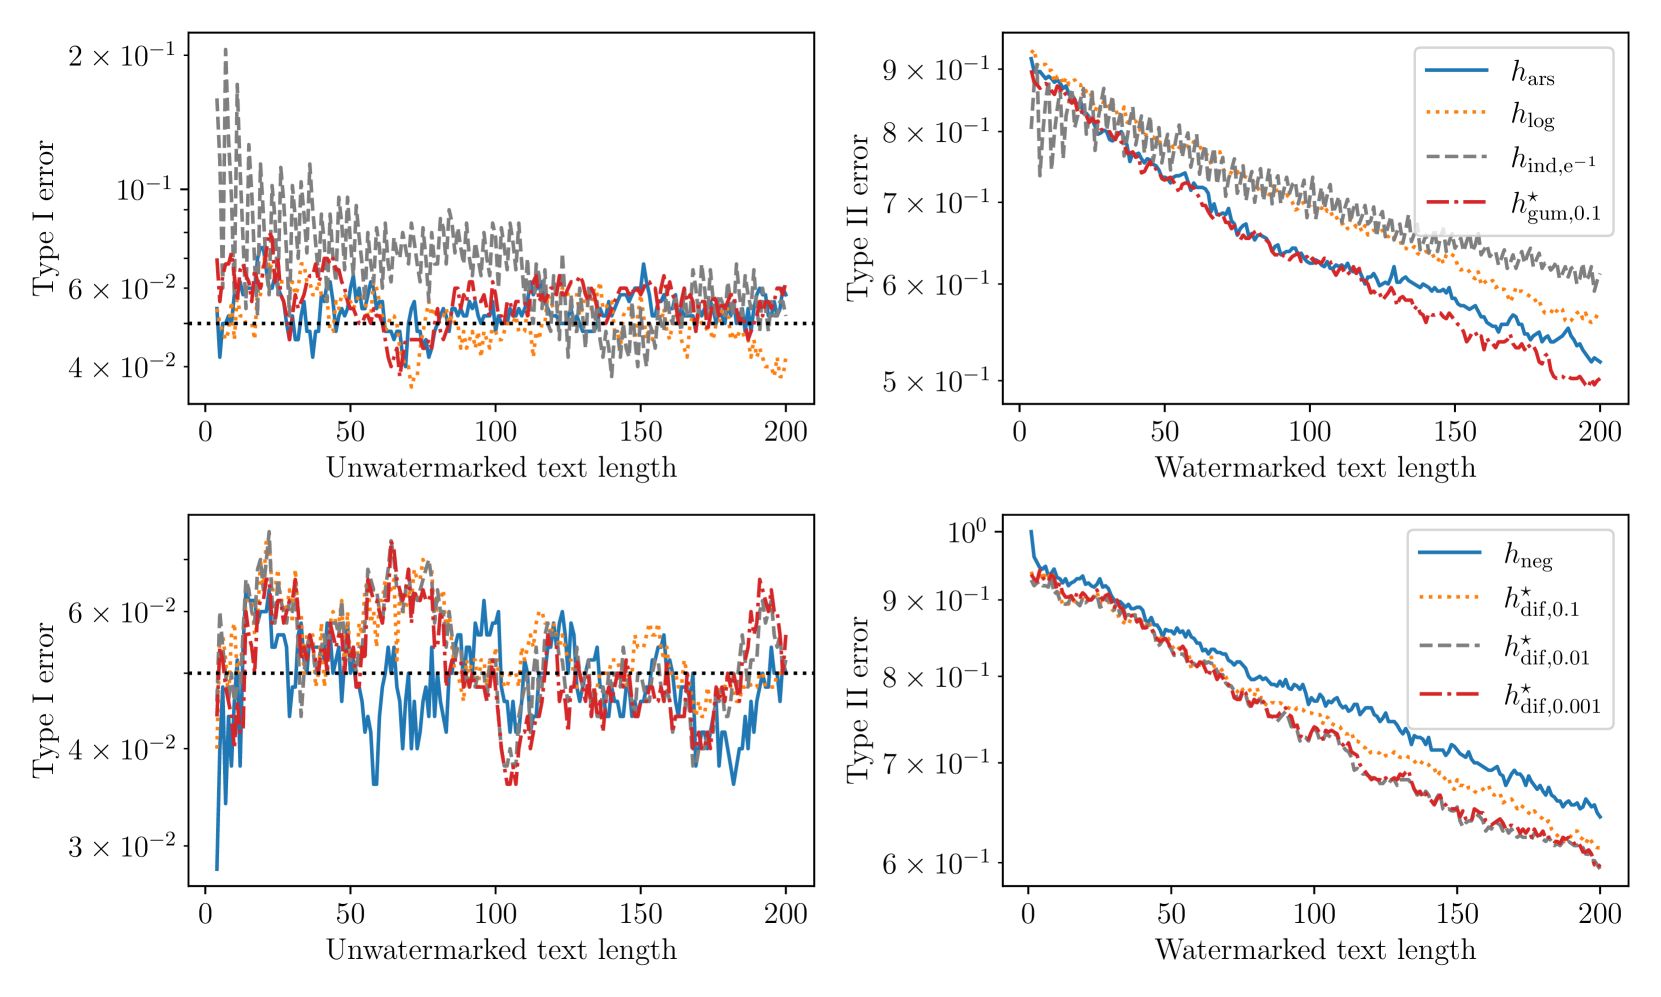 2 × 10⁻¹
10⁻¹
6 × 10⁻²
4 × 10⁻²
Type I error
0 50 100 150 200
Unwatermarked text length
9 × 10⁻¹
8 × 10⁻¹
7 × 10⁻¹
6 × 10⁻¹
5 × 10⁻¹
Type II error
0 50 100 150 200
Watermarked text length
h_ars
h_log
h_ind,e⁻¹
h*_gum,0.1
6 × 10⁻²
4 × 10⁻²
3 × 10⁻²
Type I error
0 50 100 150 200
Unwatermarked text length
10⁰
9 × 10⁻¹
8 × 10⁻¹
7 × 10⁻¹
6 × 10⁻¹
Type II error
0 50 100 150 200
Watermarked text length
h_neg
h*_dif,0.1
h*_dif,0.01
h*_dif,0.001